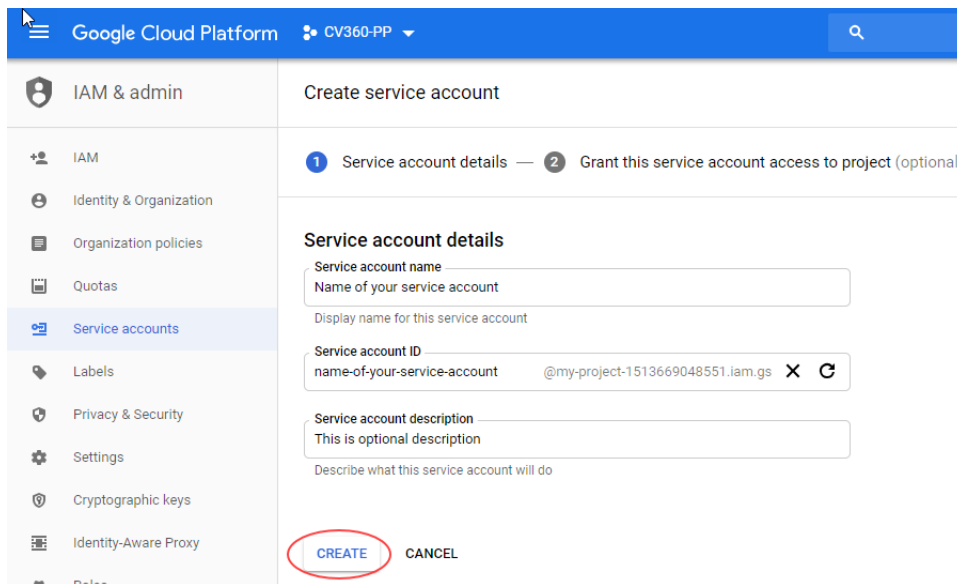 Google Cloud Platform CV360-PP
IAM & admin
Create service account
IAM
Identity & Organization
Organization policies
Quotas
Service accounts
Labels
Privacy & Security
Settings
Cryptographic keys
Identity-Aware Proxy
Roles
1 Service account details — 2 Grant this service account access to project (optional
Service account details
Service account name
Name of your service account
Display name for this service account
Service account ID
name-of-your-service-account @my-project-1513669048551.iam.gs
Service account description
This is optional description
Describe what this service account will do
CREATE CANCEL